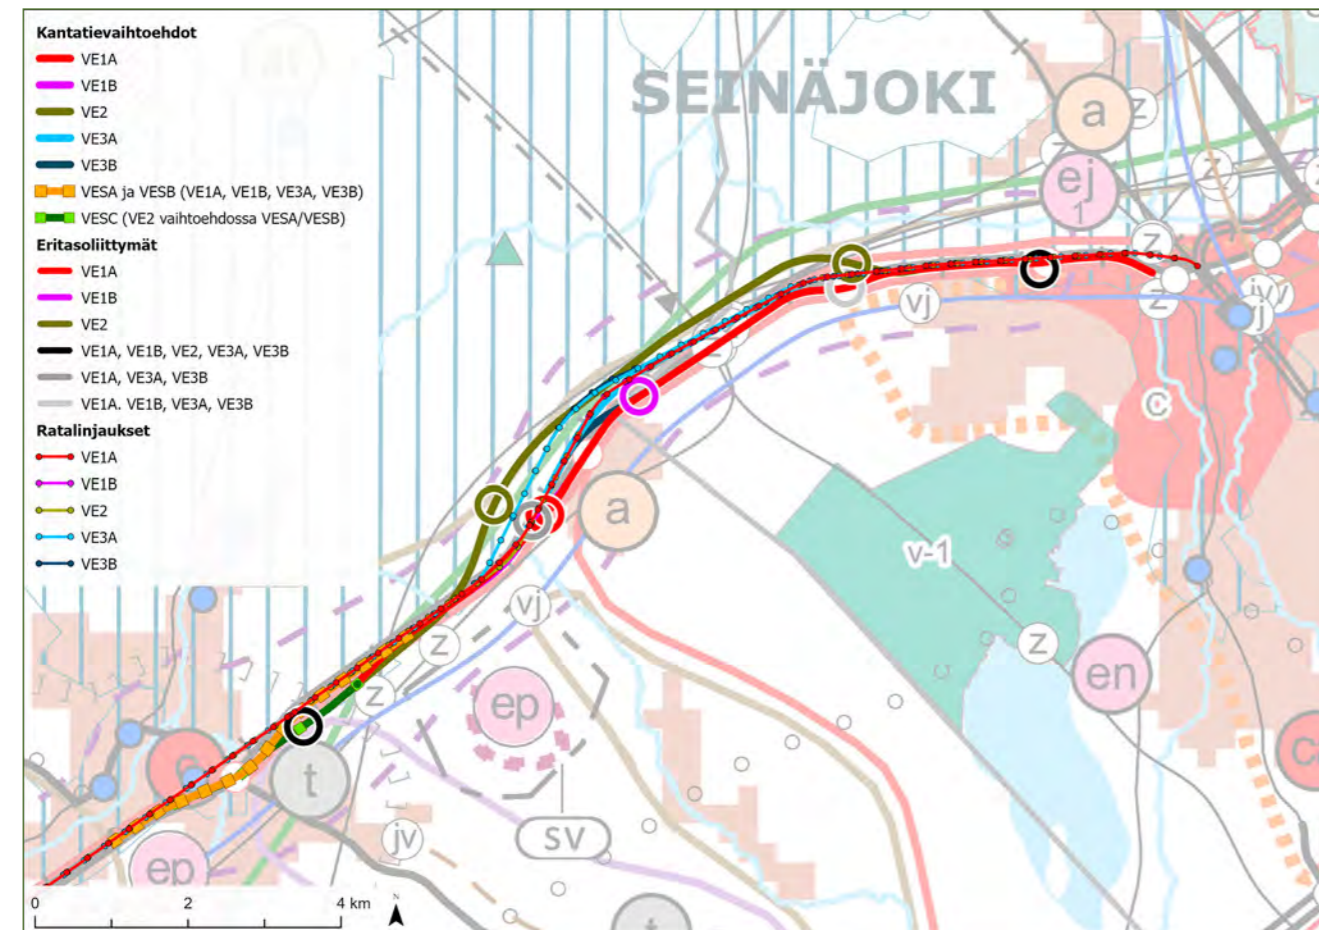 Kantatievaihtoehdot
VE1A
VE1B
VE2
VE3A
VE3B
VESA ja VESB (VE1A, VE1B, VE3A, VE3B)
VESC (VE2 vaihtoehdossa VESA/VESB)
Eritasoliittymät
VE1A
VE1B
VE2
VE1A, VE1B, VE2, VE3A, VE3B
VE1A, VE3A, VE3B
VE1A. VE1B, VE3A, VE3B
Ratalinjaukset
VE1A
VE1B
VE2
VE3A
VE3B
SEINÄJOKI
a
z
z
ej
1
z
z
z
z
vj
z
j
c
a
v-1
z
vj
z
en
z
ep
t
sv
jv
ep
t
0
2
4 km
N